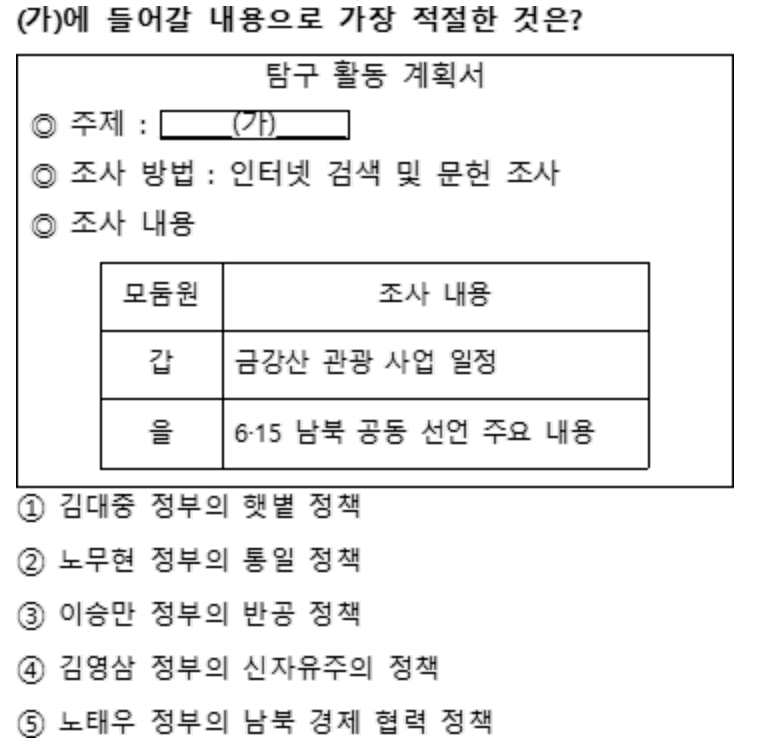 (가)에 들어갈 내용으로 가장 적절한 것은?
탐구 활동 계획서
◎ 주제 : (가)
◎ 조사 방법 : 인터넷 검색 및 문헌 조사
◎ 조사 내용
모둠원 조사 내용
갑 금강산 관광 사업 일정
을 6·15 남북 공동 선언 주요 내용
① 김대중 정부의 햇볕 정책
② 노무현 정부의 통일 정책
③ 이승만 정부의 반공 정책
④ 김영삼 정부의 신자유주의 정책
⑤ 노태우 정부의 남북 경제 협력 정책